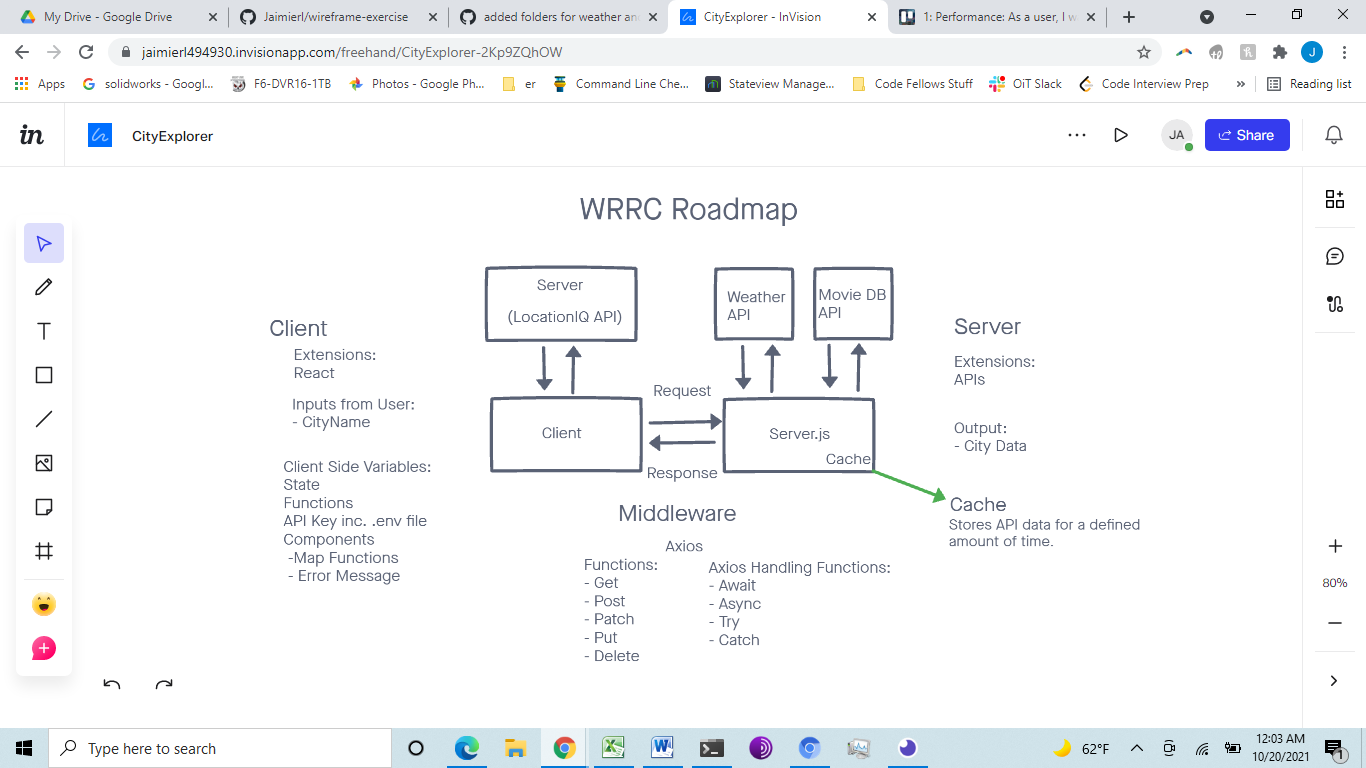 My Drive - Google Drive
Jaimierl/wireframe-exercise
added folders for weather an
CityExplorer - InVision
1: Performance: As a user, I w
jaimierl494930.invisionapp.com/freehand/CityExplorer-2Kp9ZQhOW
J
Apps
solidworks - Googl...
F6-DVR16-1TB
Photos - Google Ph...
er
Command Line Che...
Stateview Manage...
Code Fellows Stuff
OiT Slack
Code Interview Prep
»
Reading list
in
CityExplorer
JA
Share
WRRC Roadmap
Server
(LocationIQ API)
Weather
API
Movie DB
API
Client
Extensions:
React
Inputs from User:
- CityName
Client Side Variables:
State
Functions
API Key inc. .env file
Components
-Map Functions
- Error Message
Request
Client
Server.js
Cache
Response
Server
Extensions:
APIs
Output:
- City Data
Cache
Stores API data for a defined
amount of time.
Middleware
Axios
Functions:
- Get
- Post
- Patch
- Put
- Delete
Axios Handling Functions:
- Await
- Async
- Try
- Catch
80%
Type here to search
62°F
12:03 AM
10/20/2021
1